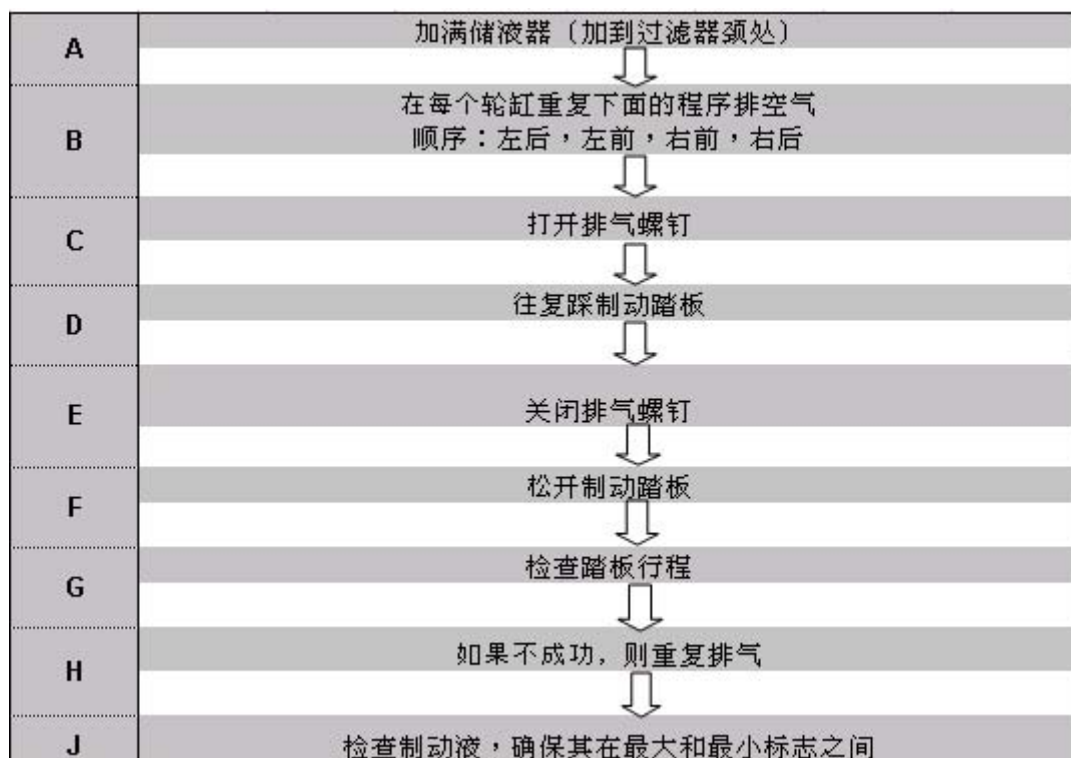 A
加满储液器（加到过滤器颈处）
B
在每个轮缸重复下面的程序排空气
顺序：左后，左前，右前，右后
C
打开排气螺钉
D
往复踩制动踏板
E
关闭排气螺钉
F
松开制动踏板
G
检查踏板行程
H
如果不成功，则重复排气
J
检查制动液，确保其在最大和最小标志之间